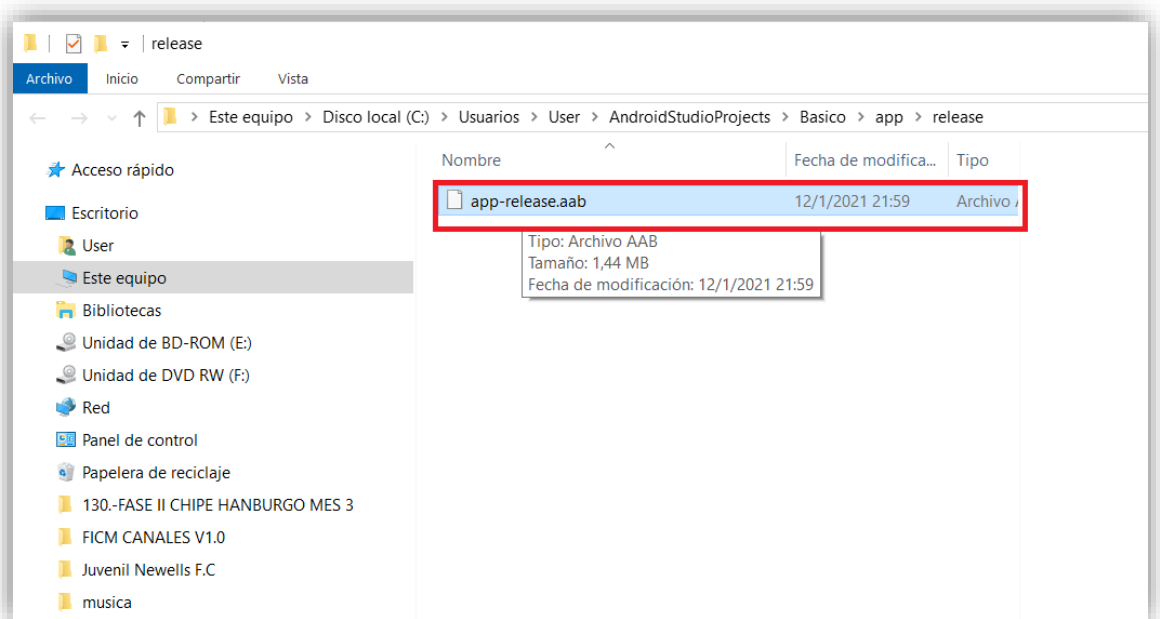 release
Archivo Inicio Compartir Vista
Este equipo > Disco local (C:) > Usuarios > User > AndroidStudioProjects > Basico > app > release
Nombre Fecha de modifica... Tipo
Acceso rápido
app-release.aab 12/1/2021 21:59 Archivo
Escritorio
Tipo: Archivo AAB
User
Tamaño: 1,44 MB
Este equipo
Fecha de modificación: 12/1/2021 21:59
Bibliotecas
Unidad de BD-ROM (E:)
Unidad de DVD RW (F:)
Red
Panel de control
Papelera de reciclaje
130.-FASE II CHIPE HANBURGO MES 3
FICM CANALES V1.0
Juvenil Newells F.C
musica